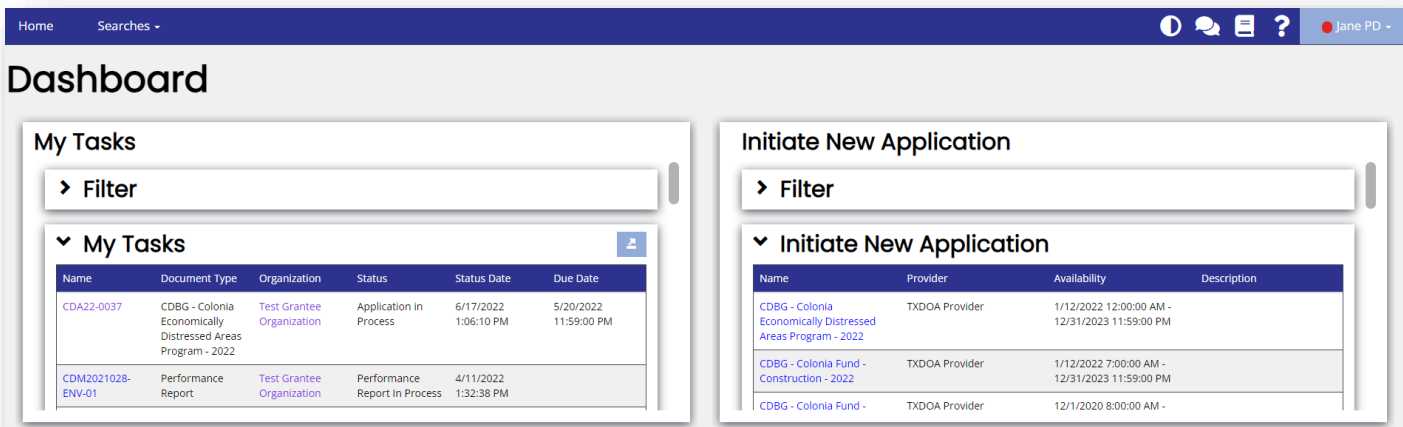 Home Searches Jane PD
Dashboard
My Tasks
Filter
My Tasks
Name Document Type Organization Status Status Date Due Date
CDA22-0037 CDBG - Colonia Test Grantee Application in 6/17/2022 5/20/2022
Economically Organization Process 1:06:10 PM 11:59:00 PM
Distressed Areas
Program - 2022
CDM2021028- Performance Test Grantee Performance 4/11/2022
ENV-01 Report Organization Report In Process 1:32:38 PM
Initiate New Application
Filter
Initiate New Application
Name Provider Availability Description
CDBG - Colonia TXDOA Provider 1/12/2022 12:00:00 AM -
Economically Distressed 12/31/2023 11:59:00 PM
Areas Program - 2022
CDBG - Colonia Fund - TXDOA Provider 1/12/2022 7:00:00 AM -
Construction - 2022 12/31/2023 11:59:00 PM
CDBG - Colonia Fund - TXDOA Provider 12/1/2020 8:00:00 AM -